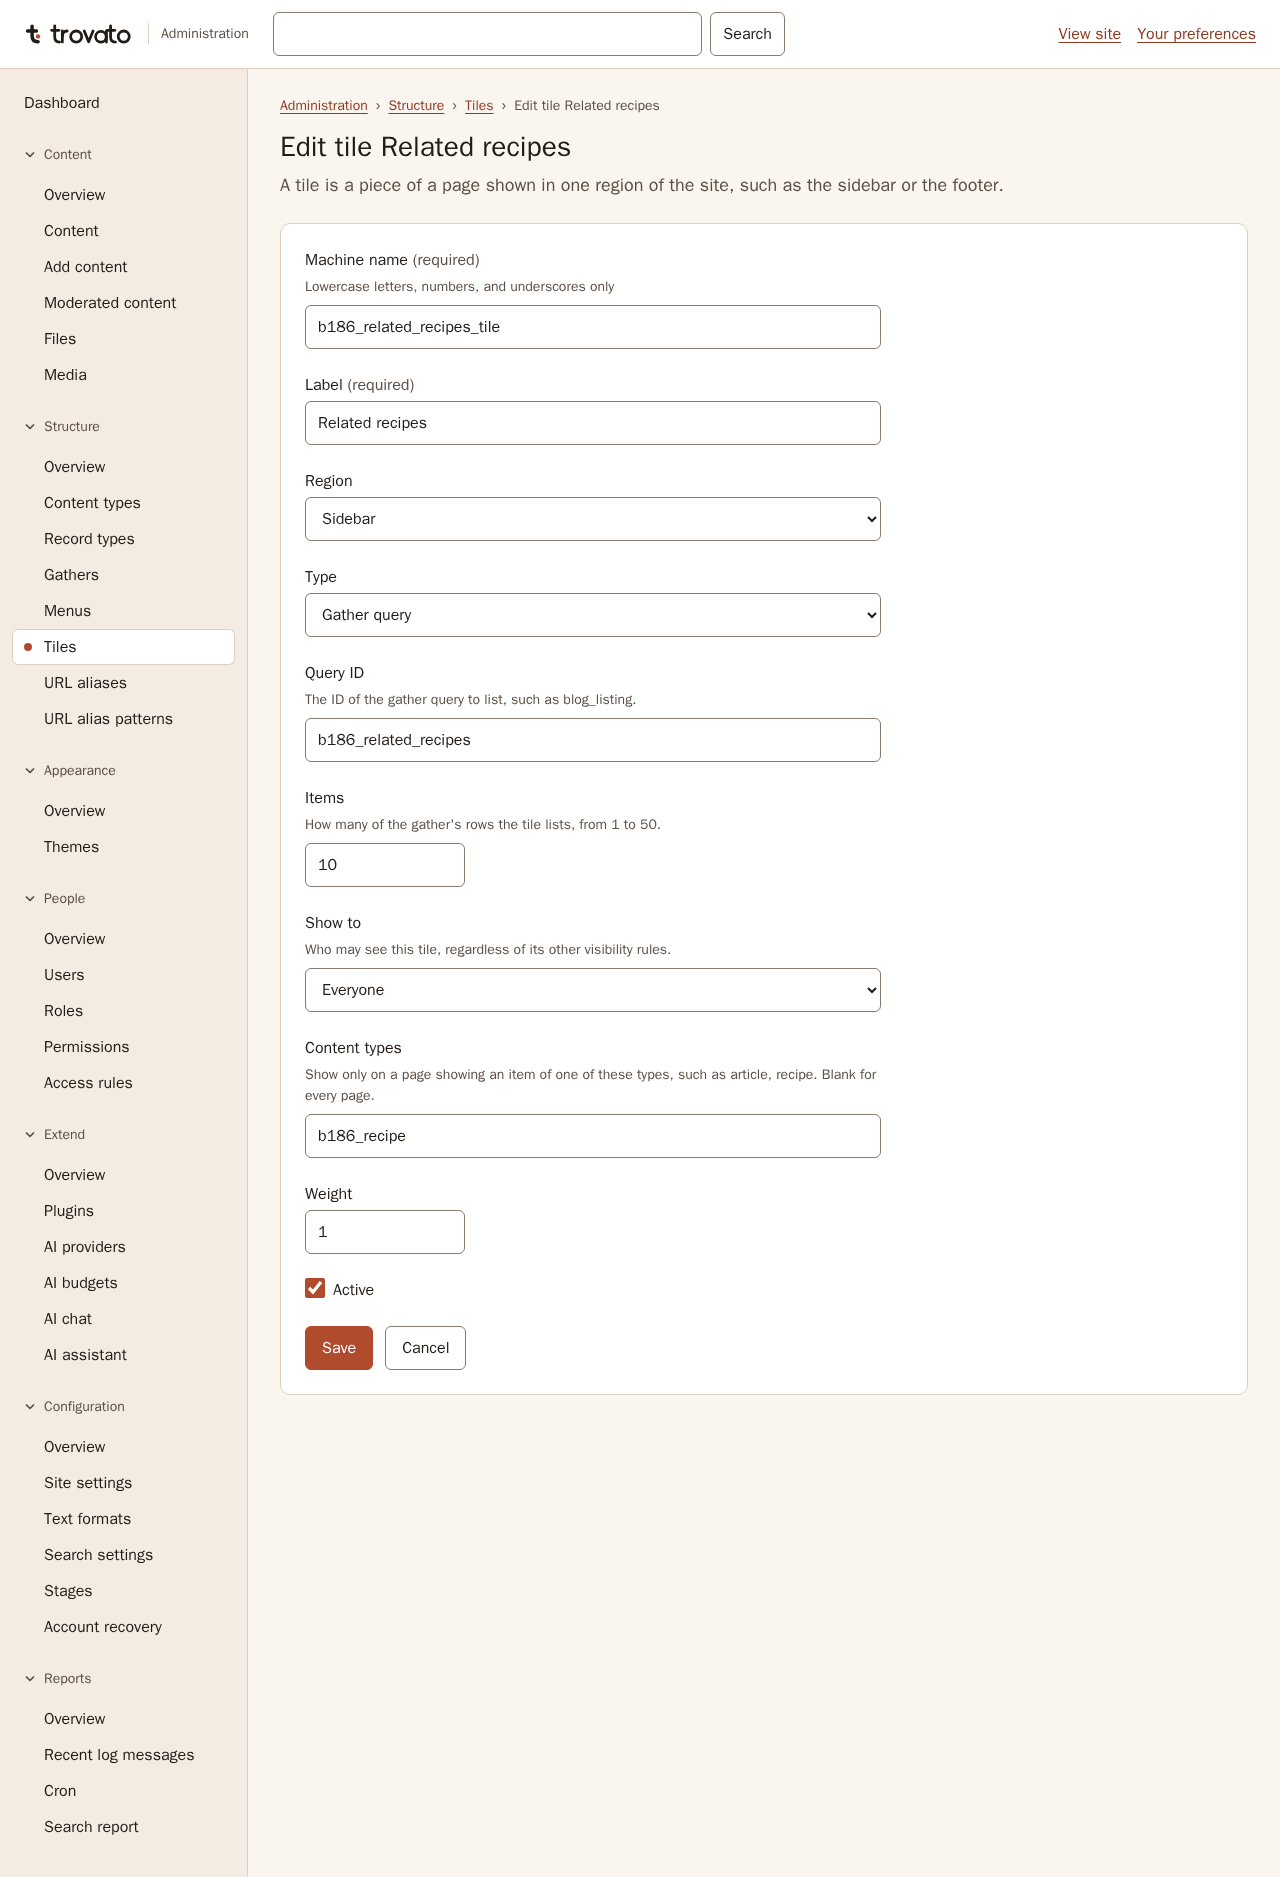 trovato
Administration
Search
View site
Your preferences
Dashboard
Content
Overview
Content
Add content
Moderated content
Files
Media
Structure
Overview
Content types
Record types
Gathers
Menus
Tiles
URL aliases
URL alias patterns
Appearance
Overview
Themes
People
Overview
Users
Roles
Permissions
Access rules
Extend
Overview
Plugins
AI providers
AI budgets
AI chat
AI assistant
Configuration
Overview
Site settings
Text formats
Search settings
Stages
Account recovery
Reports
Overview
Recent log messages
Cron
Search report
Administration › Structure › Tiles › Edit tile Related recipes
Edit tile Related recipes
A tile is a piece of a page shown in one region of the site, such as the sidebar or the footer.
Machine name (required)
Lowercase letters, numbers, and underscores only
b186_related_recipes_tile
Label (required)
Related recipes
Region
Sidebar
Type
Gather query
Query ID
The ID of the gather query to list, such as blog_listing.
b186_related_recipes
Items
How many of the gather's rows the tile lists, from 1 to 50.
10
Show to
Who may see this tile, regardless of its other visibility rules.
Everyone
Content types
Show only on a page showing an item of one of these types, such as article, recipe. Blank for
every page.
b186_recipe
Weight
1
Active
Save
Cancel